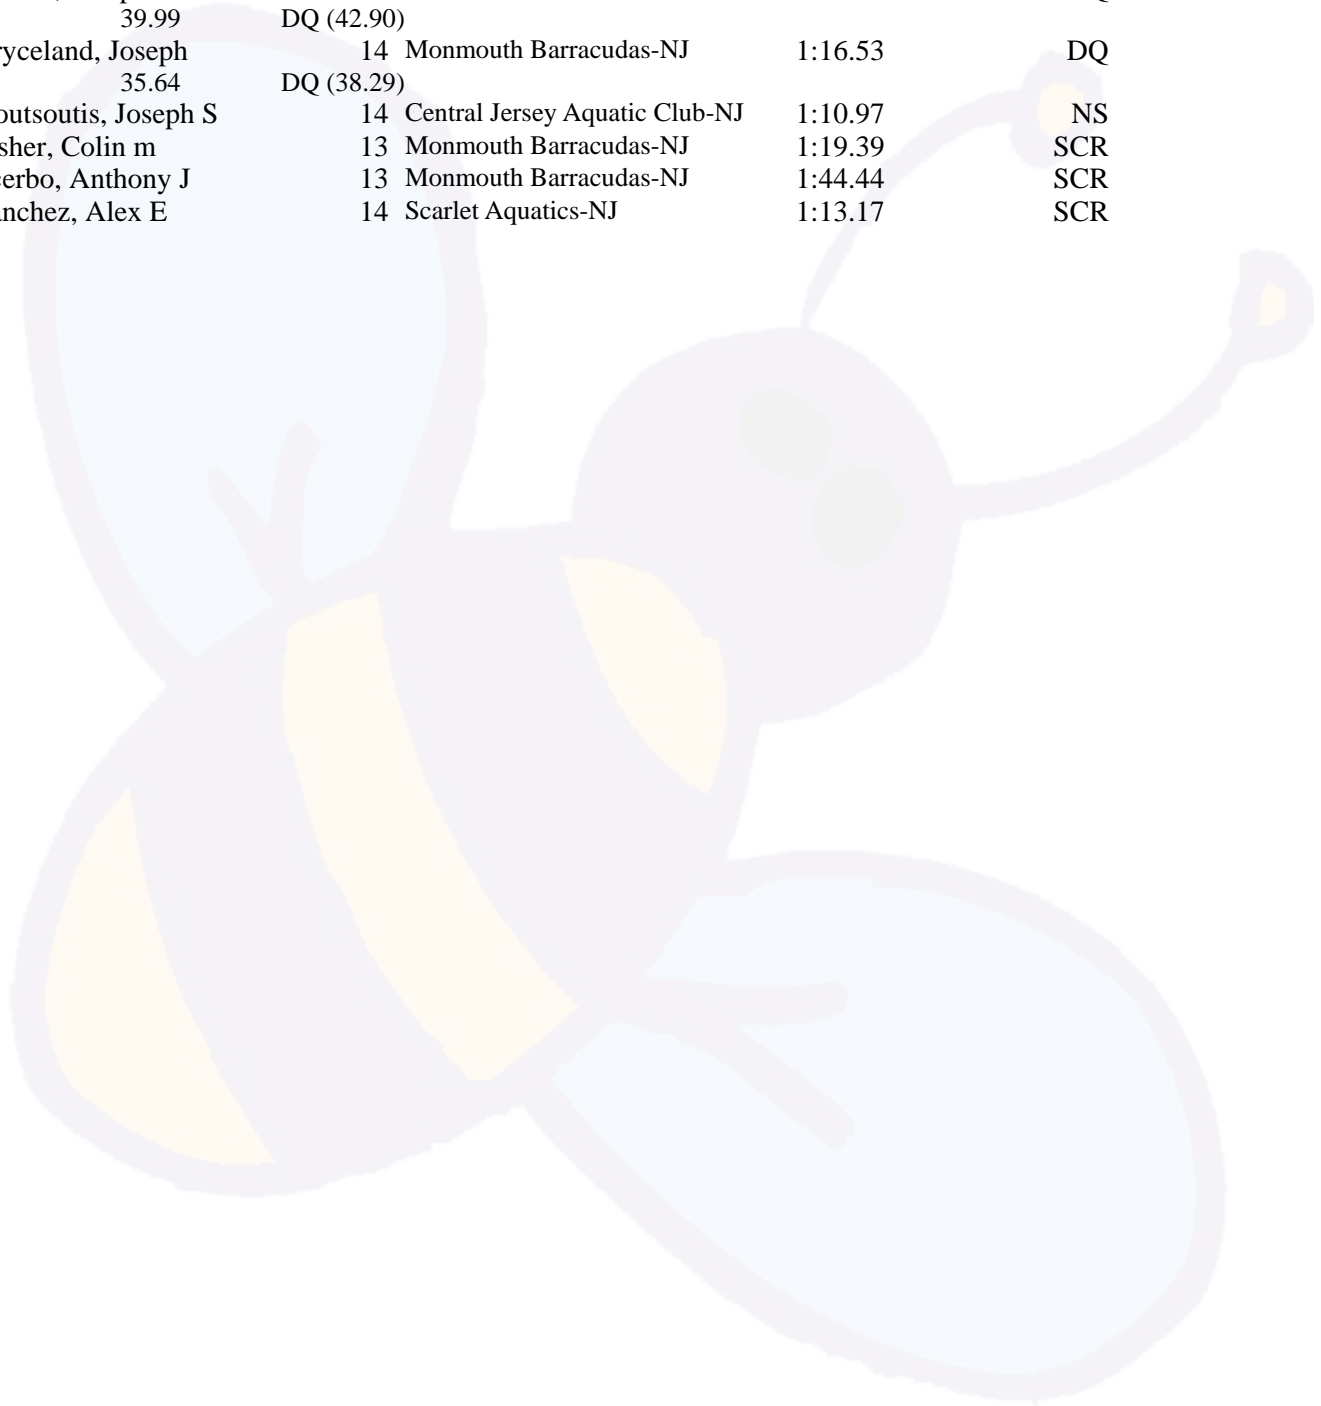 39.99 DQ (42.90)
ryceland, Joseph 14 Monmouth Barracudas-NJ 1:16.53 DQ
35.64 DQ (38.29)
outsoutis, Joseph S 14 Central Jersey Aquatic Club-NJ 1:10.97 NS
sher, Colin m 13 Monmouth Barracudas-NJ 1:19.39 SCR
erbo, Anthony J 13 Monmouth Barracudas-NJ 1:44.44 SCR
nchez, Alex E 14 Scarlet Aquatics-NJ 1:13.17 SCR